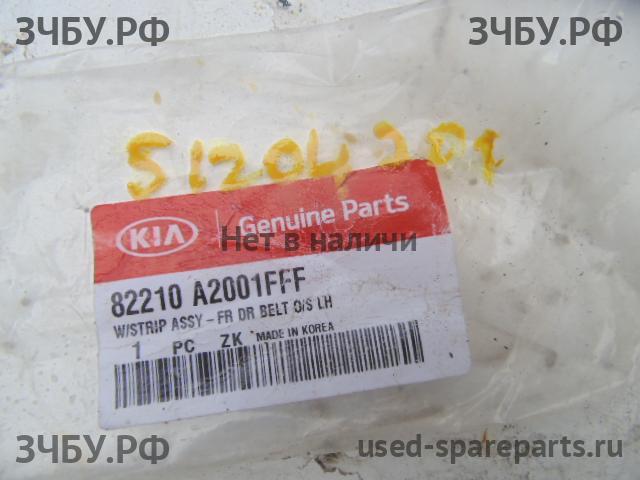 ЗЧБУ.РФ ЗЧБУ.РФ
51204201
KIA Genuine Parts
Нет в наличи
82210 A2001FFF
W/STRIP ASSY-FR DR BELT O/S LH
1 PC ZK MADE IN KOREA
ЗЧБУ.РФ used-spareparts.ru